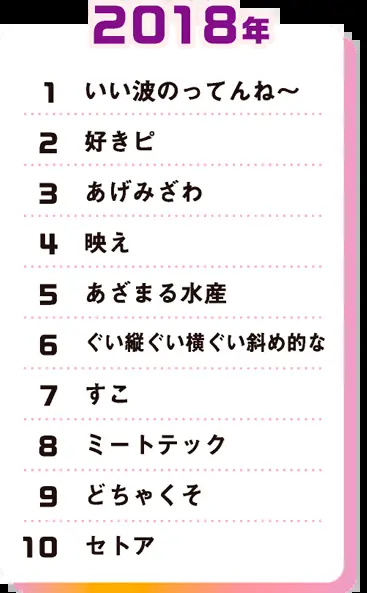 2018年
1 いい波のってんね〜
2 好きピ
3 あげみざわ
4 映え
5 あざまる水産
6 ぐい縦ぐい横ぐい斜め的な
7 すこ
8 ミートテック
9 どちゃくそ
10 セトア